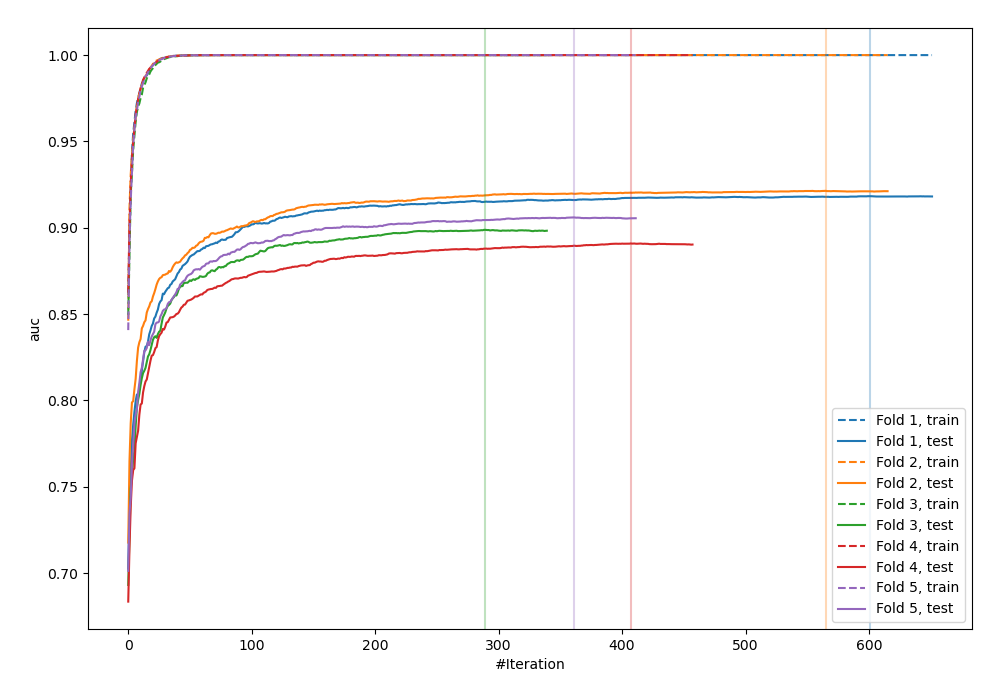 1.00
0.95
0.90
0.85
0.80
0.75
0.70
auc
0
100
200
300
400
500
600
#Iteration
Fold 1, train
Fold 1, test
Fold 2, train
Fold 2, test
Fold 3, train
Fold 3, test
Fold 4, train
Fold 4, test
Fold 5, train
Fold 5, test